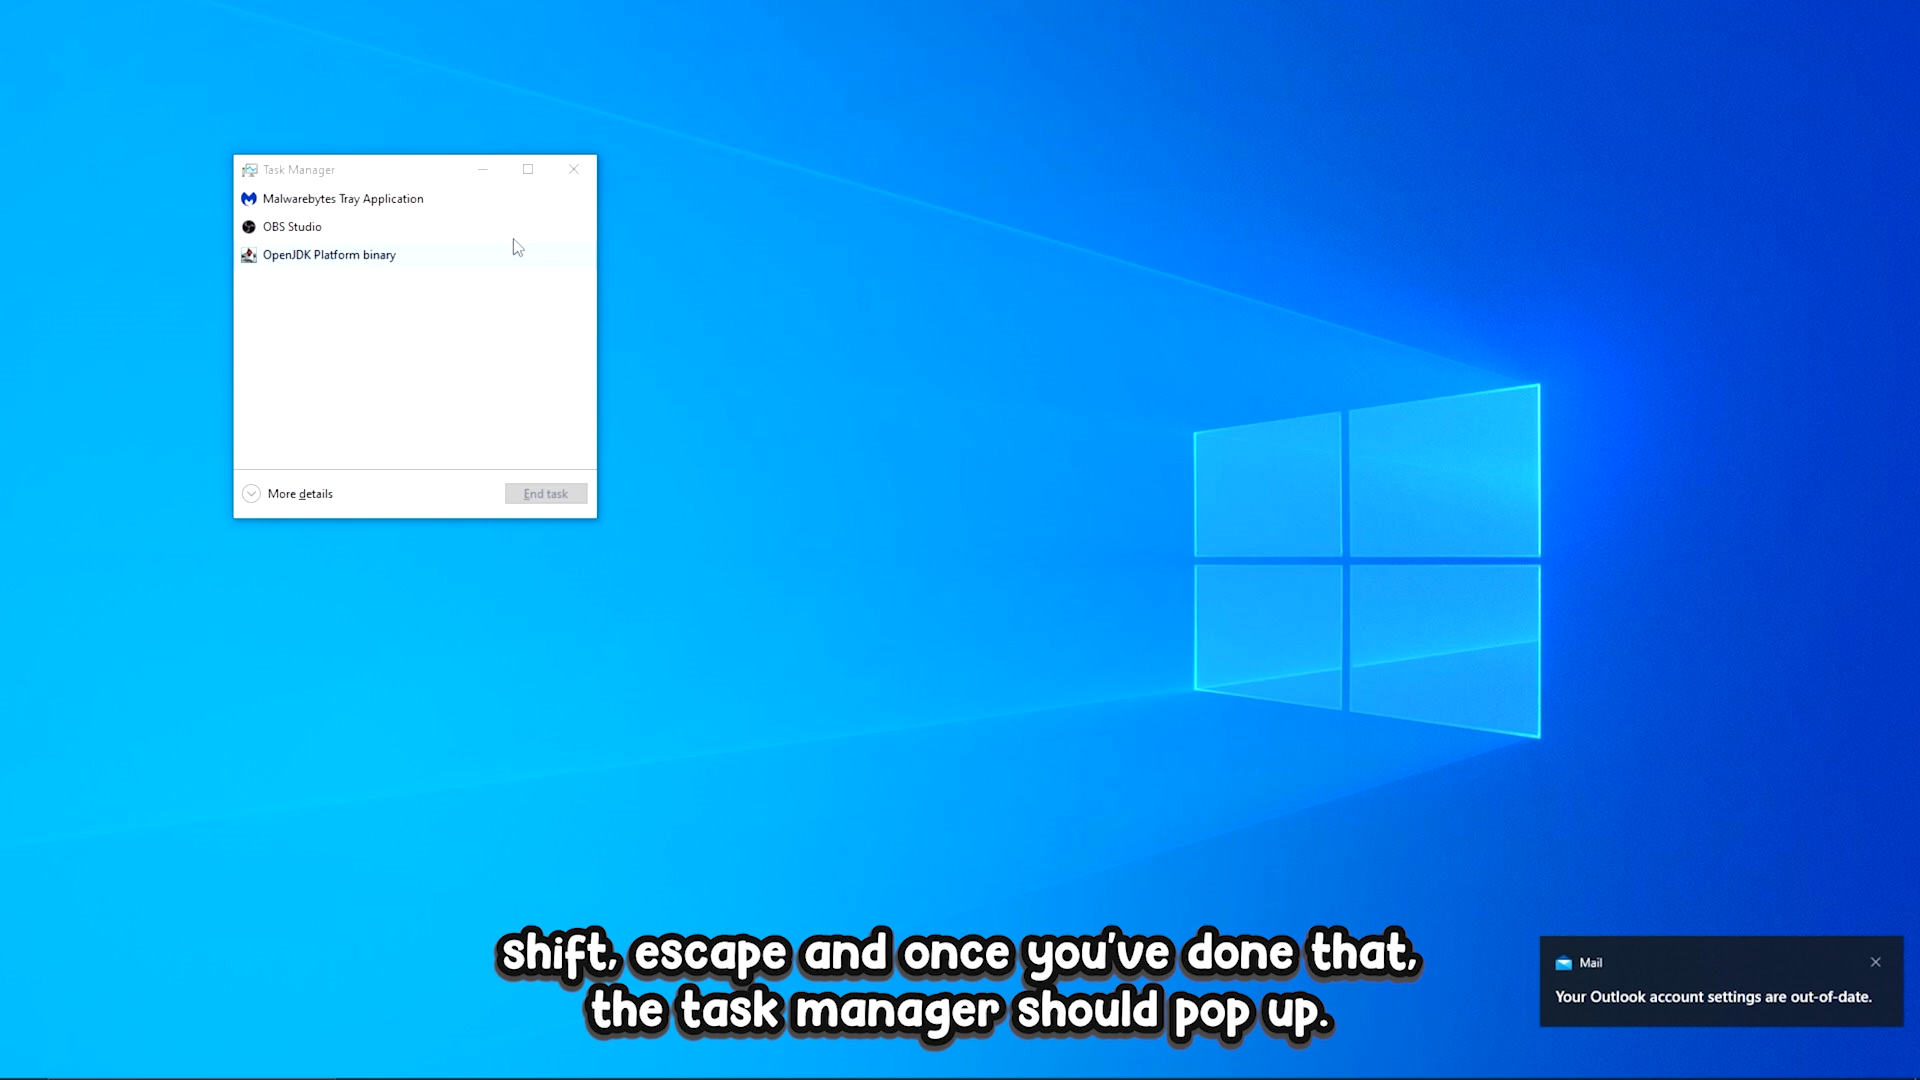 Task Manager
Malwarebytes Tray Application
OBS Studio
OpenJDK Platform binary
More details
End task
shift, escape and once you've done that,
the task manager should pop up.
Mail
Your Outlook account settings are out-of-date.